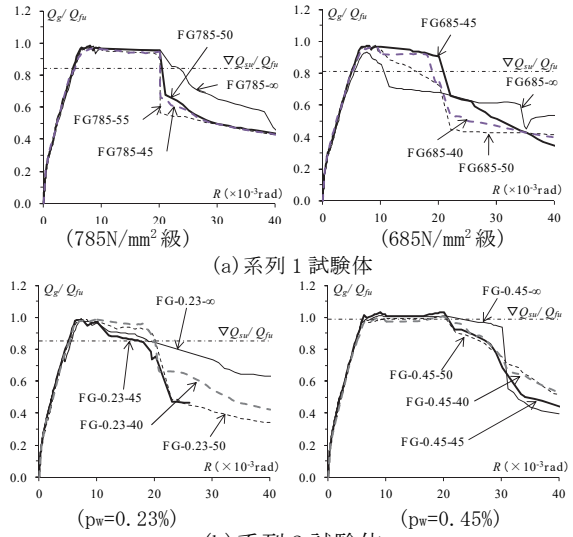 Qg/Qfu
1.2
1.0
0.8
0.6
0.4
0.2
0.0
0 10 20 30 40
FG785-50
∇Qsu/Qfu
FG785-∞
FG785-55
FG785-45
R (×10⁻³rad)
(785N/mm²級)
Qg/Qfu
1.2
1.0
0.8
0.6
0.4
0.2
0.0
0 10 20 30 40
FG685-45
∇Qsu/Qfu
FG685-∞
FG685-40
FG685-50
R (×10⁻³rad)
(685N/mm²級)
(a)系列1試験体
Qg/Qfu
1.2
1.0
0.8
0.6
0.4
0.2
0.0
0 10 20 30 40
FG-0.23-∞
∇Qsu/Qfu
FG-0.23-45
FG-0.23-40
FG-0.23-50
R (×10⁻³rad)
(pw=0.23%)
Qg/Qfu
1.2
1.0
0.8
0.6
0.4
0.2
0.0
0 10 20 30 40
FG-0.45-∞
∇Qsu/Qfu
FG-0.45-50
FG-0.45-40
FG-0.45-45
R (×10⁻³rad)
(pw=0.45%)